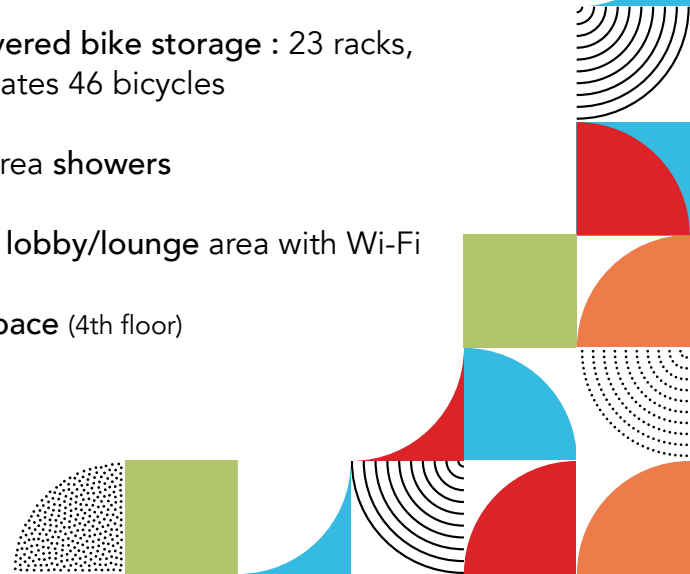 vered bike storage : 23 racks,
ates 46 bicycles
rea showers
lobby/lounge area with Wi-Fi
pace (4th floor)